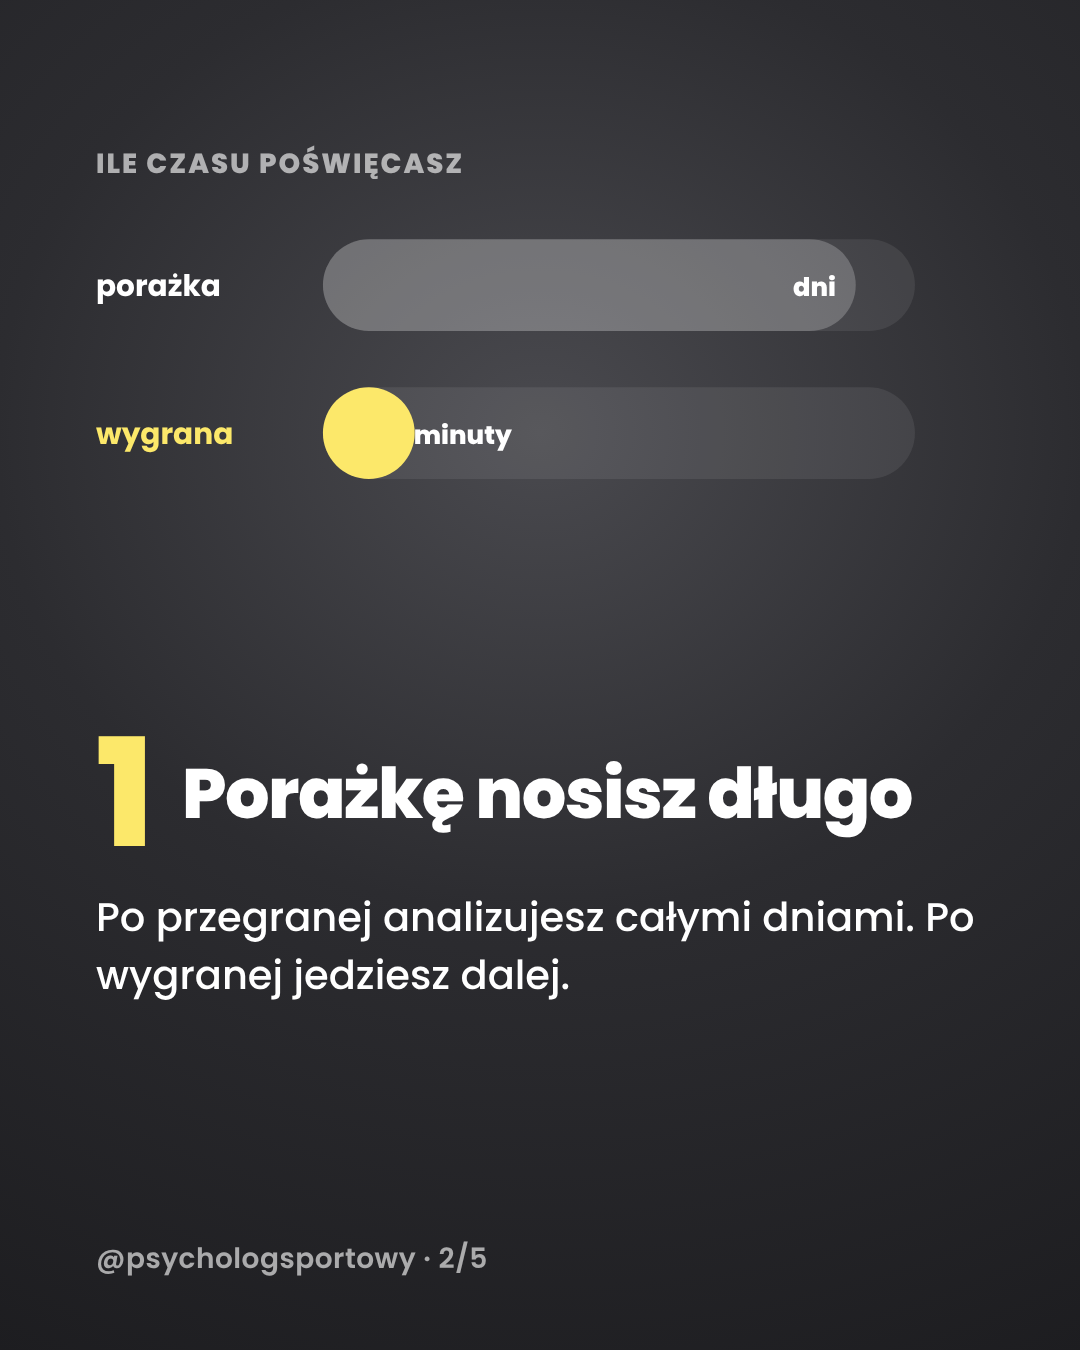 ILE CZASU POŚWIĘCASZ
porażka dni
wygrana minuty
1 Porażkę nosisz długo
Po przegranej analizujesz całymi dniami. Po
wygranej jedziesz dalej.
@psychologsportowy · 2/5